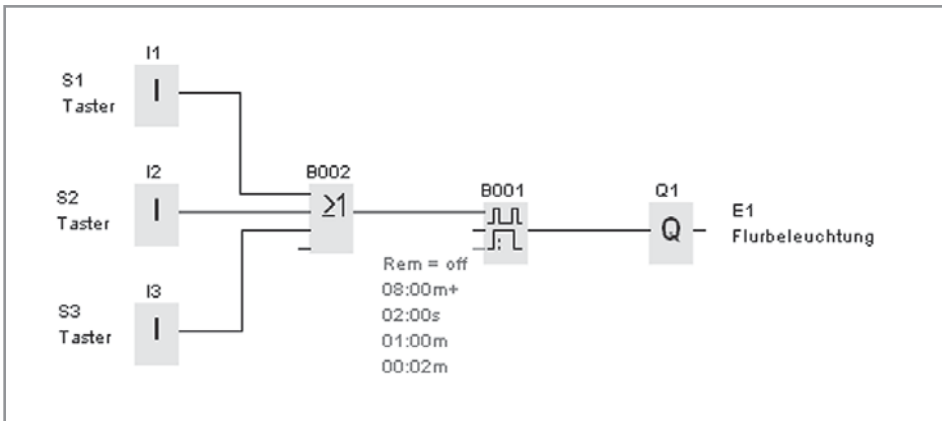 I1
S1
Taster
I
I2
S2
Taster
I
I3
S3
Taster
I
B002
≥1
B001
Rem = off
08:00m+
02:00s
01:00m
00:02m
Q1
Q
E1
Flurbeleuchtung